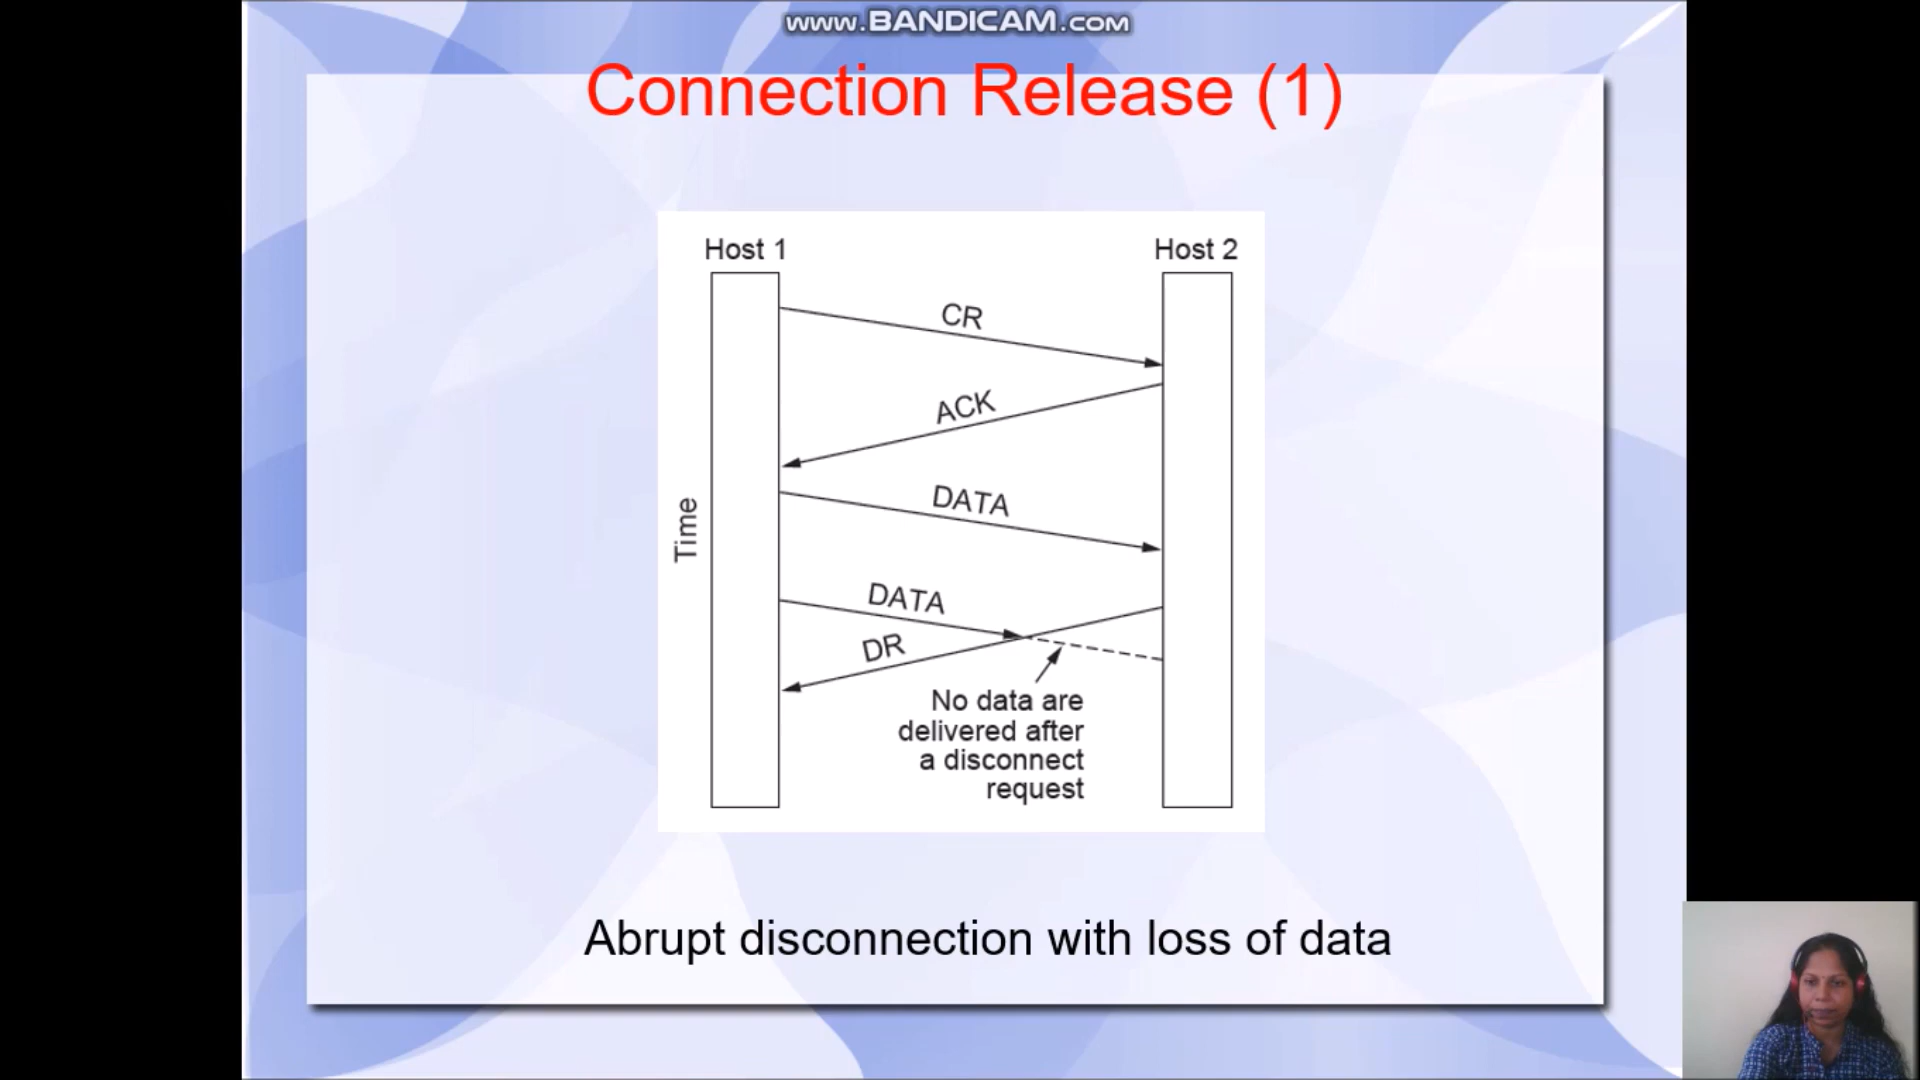 www.BANDICAM.com
Connection Release (1)
Host 1
Host 2
CR
ACK
DATA
Time
DATA
DR
No data are
delivered after
a disconnect
request
Abrupt disconnection with loss of data